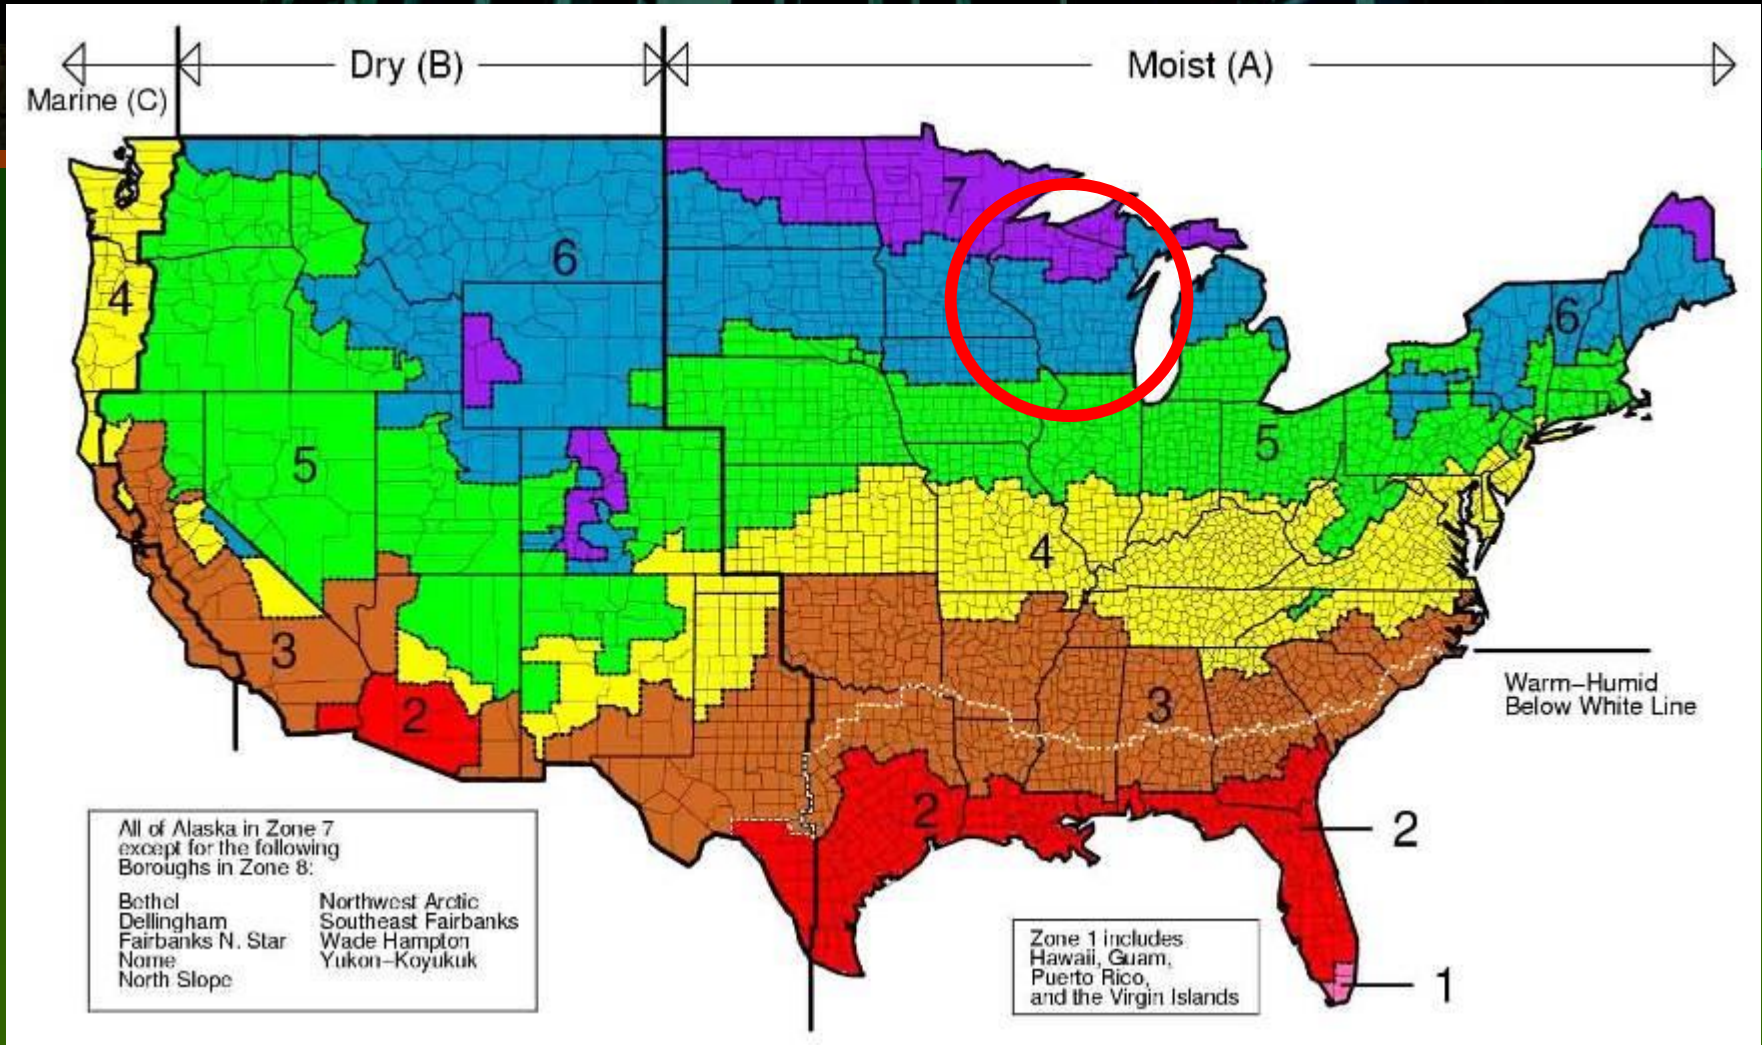 Dry (B)
Moist (A)
Marine (C)
7
6
4
6
5
5
4
3
3
2
2
Warm-Humid
Below White Line
2
1
All of Alaska in Zone 7
except for the following
Boroughs in Zone 8:
Bethel Northwest Arctic
Dellingham Southeast Fairbanks
Fairbanks N. Star Wade Hampton
Nome Yukon-Koyukuk
North Slope
Zone 1 includes
Hawaii, Guam,
Puerto Rico,
and the Virgin Islands